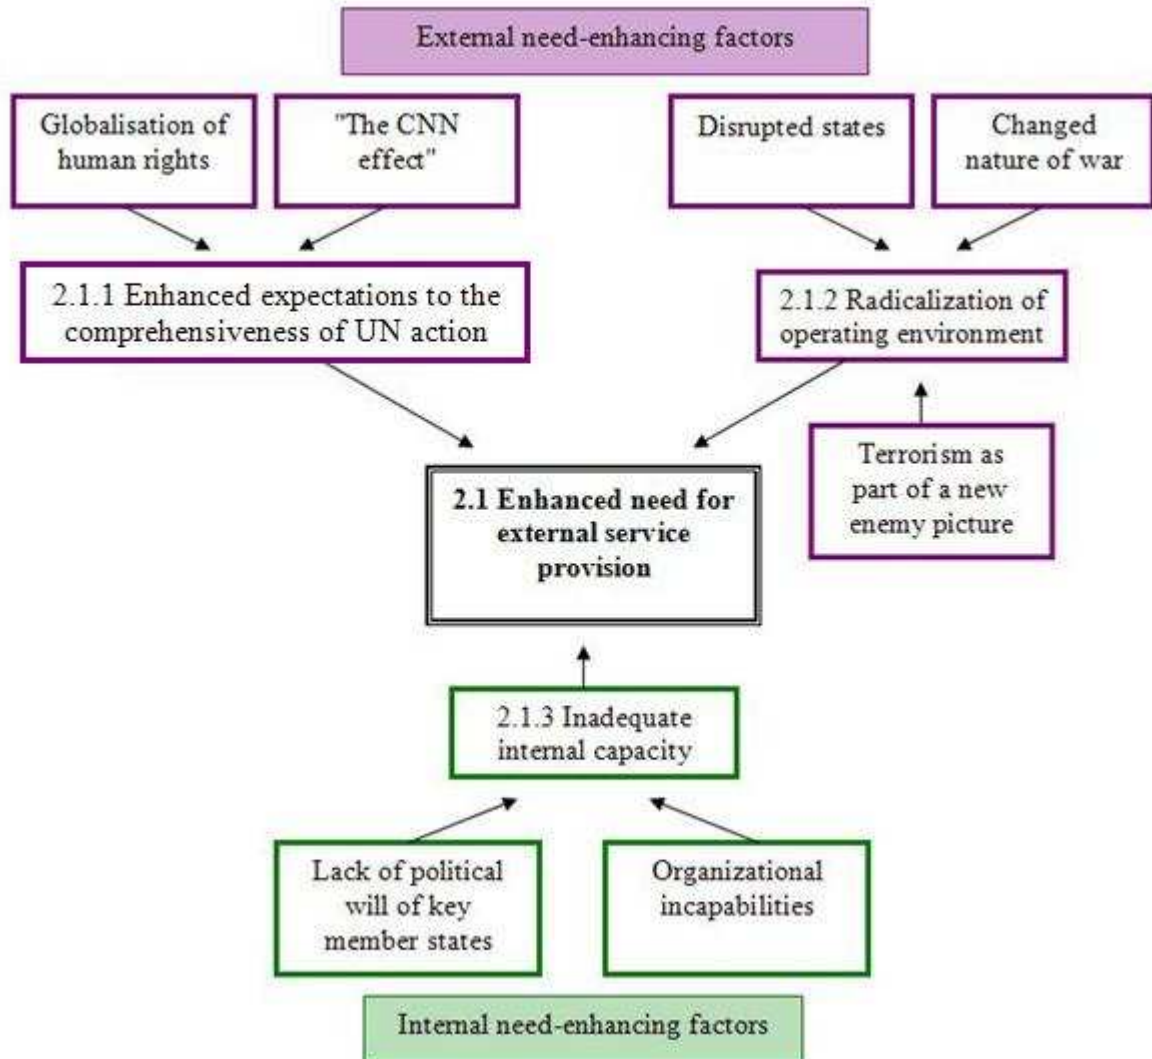 External need-enhancing factors
Globalisation of
human rights
"The CNN
effect"
Disrupted states
Changed
nature of war
2.1.1 Enhanced expectations to the
comprehensiveness of UN action
2.1.2 Radicalization of
operating environment
Terrorism as
part of a new
enemy picture
2.1 Enhanced need for
external service
provision
2.1.3 Inadequate
internal capacity
Lack of political
will of key
member states
Organizational
incapabilities
Internal need-enhancing factors